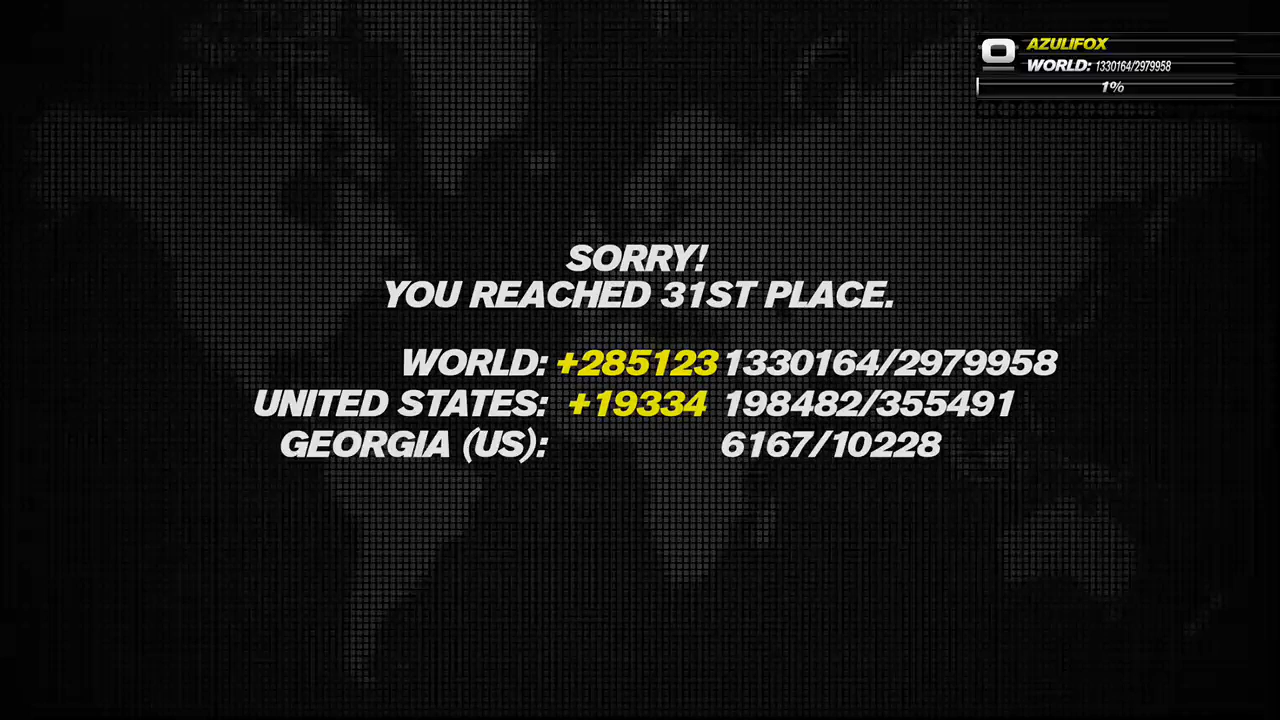 AZULIFOX
WORLD: 1330164/2979958
1%
SORRY!
YOU REACHED 31ST PLACE.
WORLD: +285123 1330164/2979958
UNITED STATES: +19334 198482/355491
GEORGIA (US): 6167/10228